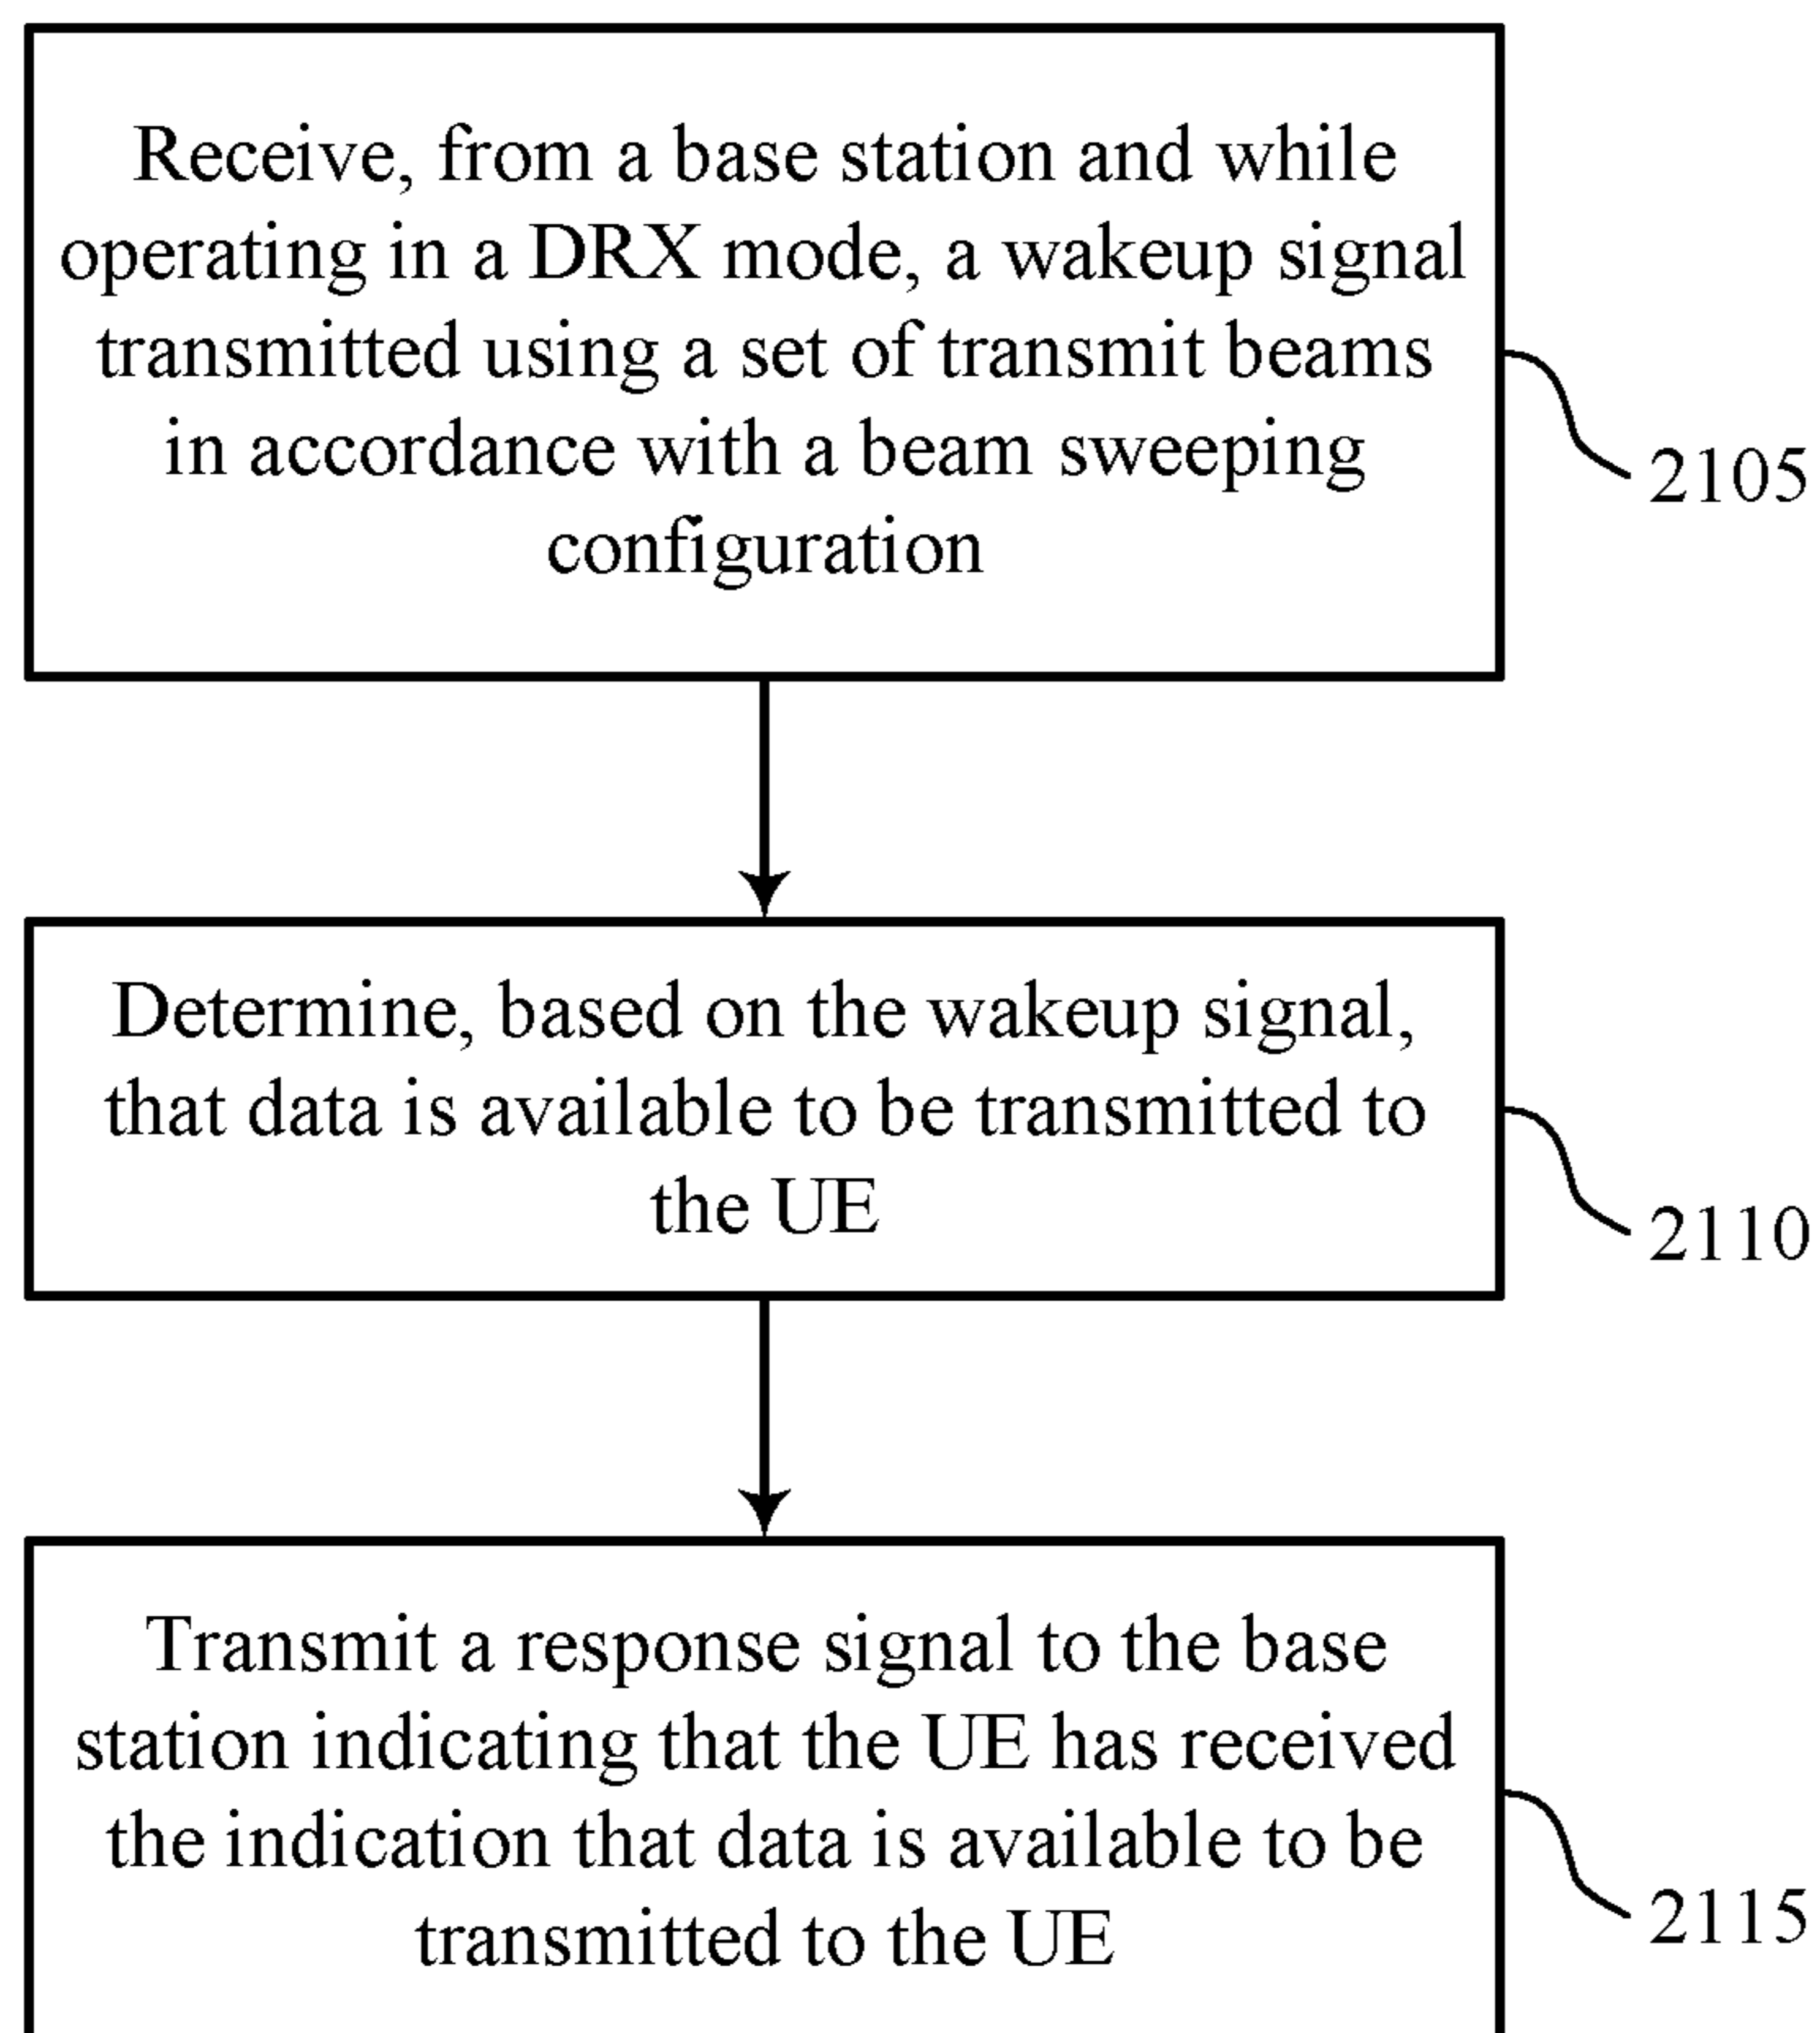 Receive, from a base station and while
operating in a DRX mode, a wakeup signal
transmitted using a set of transmit beams
in accordance with a beam sweeping
configuration
2105
Determine, based on the wakeup signal,
that data is available to be transmitted to
the UE
2110
Transmit a response signal to the base
station indicating that the UE has received
the indication that data is available to be
transmitted to the UE
2115